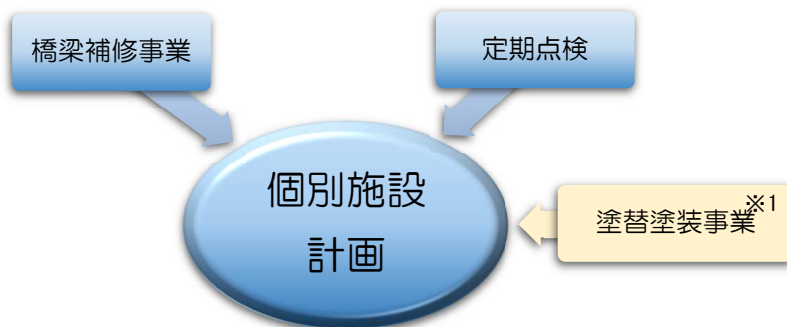 橋梁補修事業
定期点検
個別施設
計画
塗替塗装事業※1